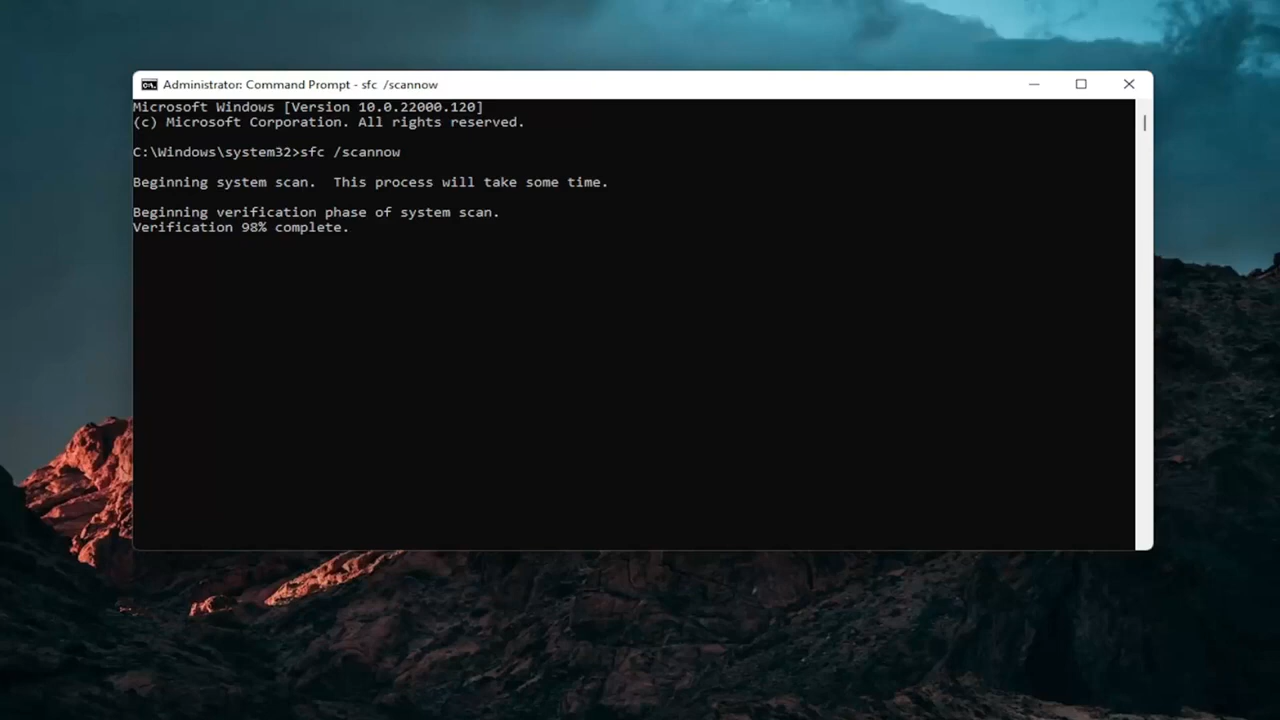 Administrator: Command Prompt - sfc  /scannow
Microsoft Windows [Version 10.0.22000.120]
(c) Microsoft Corporation. All rights reserved.
C:\Windows\system32>sfc /scannow
Beginning system scan.  This process will take some time.
Beginning verification phase of system scan.
Verification 98% complete.